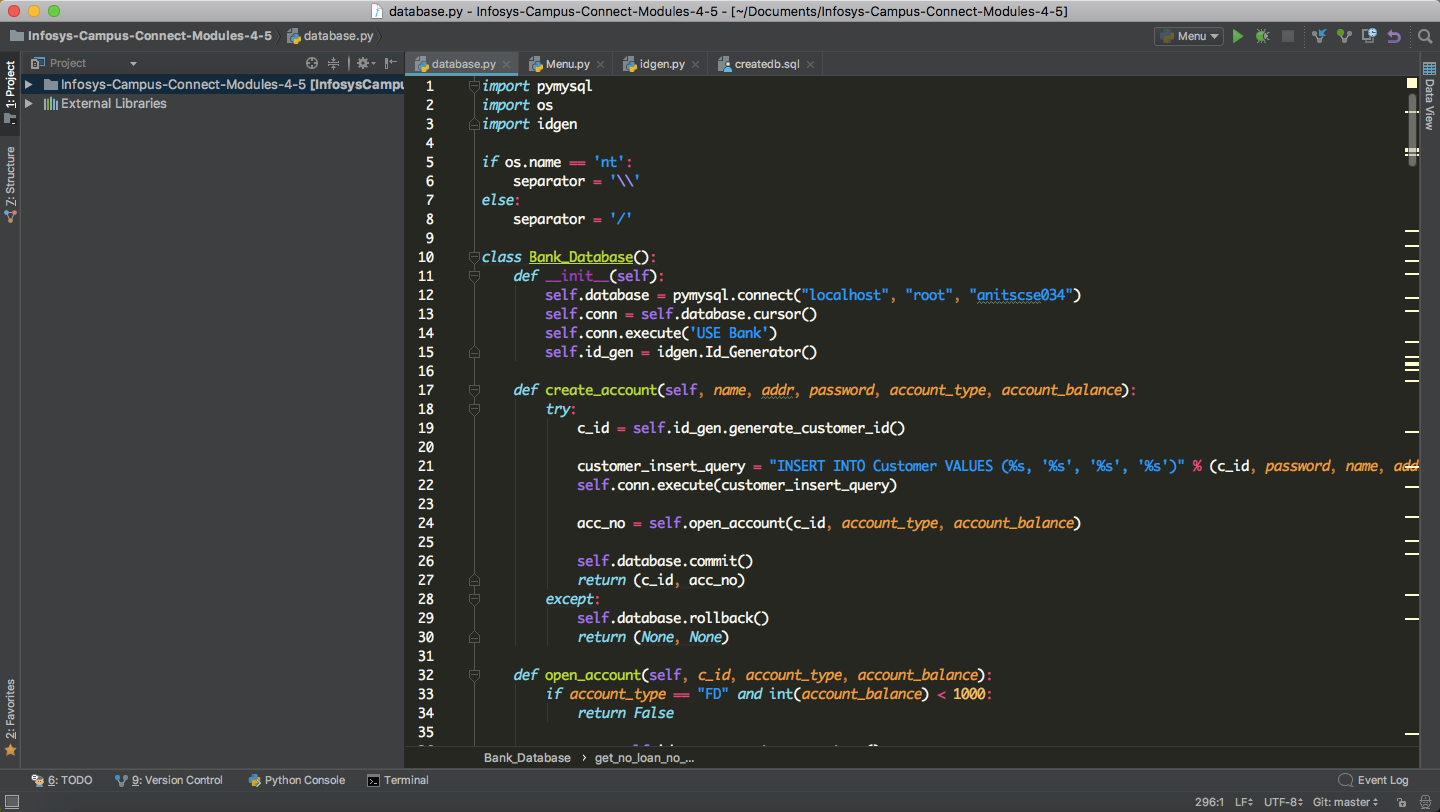 database.py - Infosys-Campus-Connect-Modules-4-5 - [~/Documents/Infosys-Campus-Connect-Modules-4-5]
Infosys-Campus-Connect-Modules-4-5 database.py Menu
Project database.py Menu.py idgen.py createdb.sql
1: Project
Z: Structure
2: Favorites
Infosys-Campus-Connect-Modules-4-5 [InfosysCampu
External Libraries
1 import pymysql
2 import os
3 import idgen
4
5 if os.name == 'nt':
6     separator = '\\'
7 else:
8     separator = '/'
9
10 class Bank_Database():
11     def __init__(self):
12         self.database = pymysql.connect("localhost", "root", "anitscse034")
13         self.conn = self.database.cursor()
14         self.conn.execute('USE Bank')
15         self.id_gen = idgen.Id_Generator()
16
17     def create_account(self, name, addr, password, account_type, account_balance):
18         try:
19             c_id = self.id_gen.generate_customer_id()
20
21             customer_insert_query = "INSERT INTO Customer VALUES (%s, '%s', '%s', '%s')" % (c_id, password, name, add
22             self.conn.execute(customer_insert_query)
23
24             acc_no = self.open_account(c_id, account_type, account_balance)
25
26             self.database.commit()
27             return (c_id, acc_no)
28         except:
29             self.database.rollback()
30             return (None, None)
31
32     def open_account(self, c_id, account_type, account_balance):
33         if account_type == "FD" and int(account_balance) < 1000:
34             return False
35
Data View
Bank_Database › get_no_loan_no_...
6: TODO 9: Version Control Python Console Terminal Event Log
296:1 LF UTF-8 Git: master